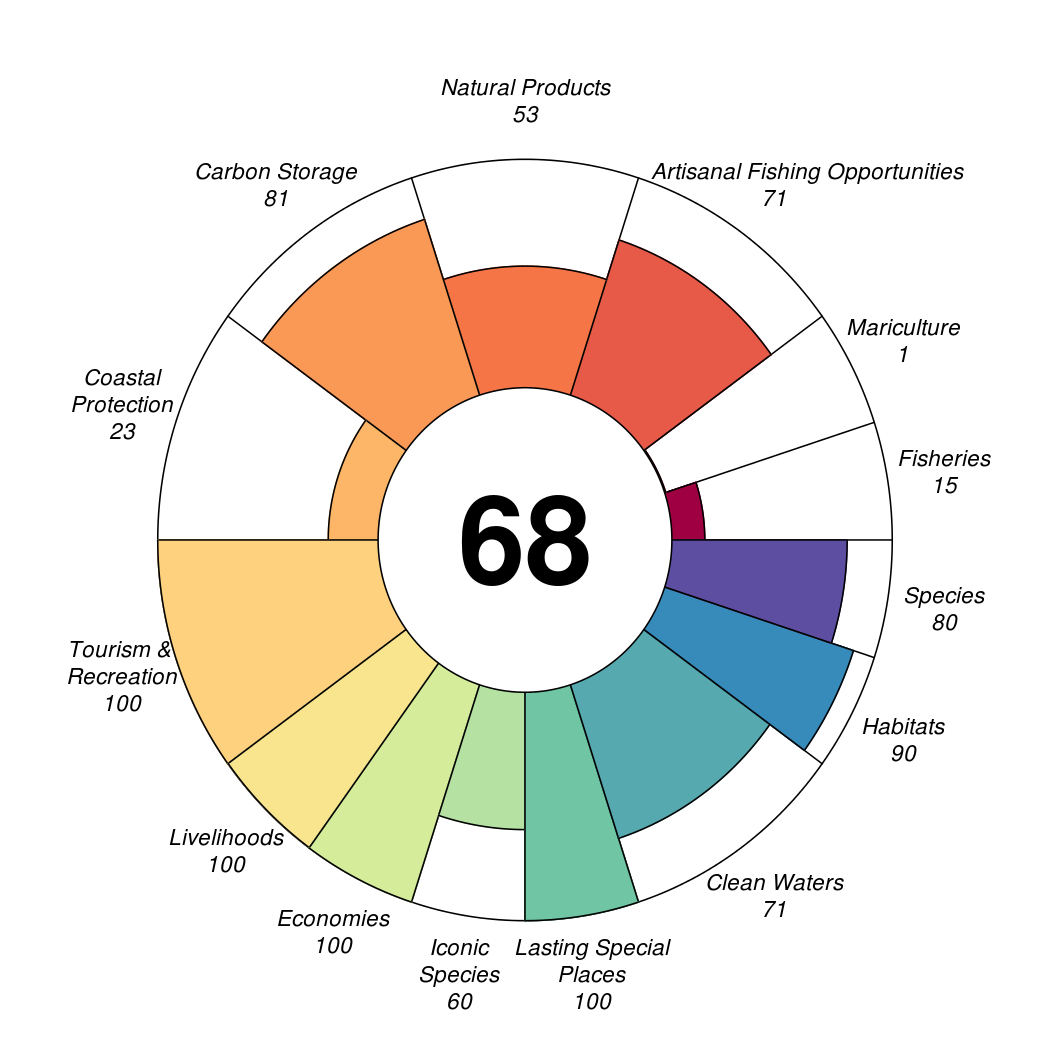 Natural Products
53
Carbon Storage
81
Artisanal Fishing Opportunities
71
Mariculture
1
Coastal
Protection
23
Fisheries
15
68
Species
80
Tourism &
Recreation
100
Habitats
90
Livelihoods
100
Clean Waters
71
Economies
100
Iconic
Species
60
Lasting Special
Places
100